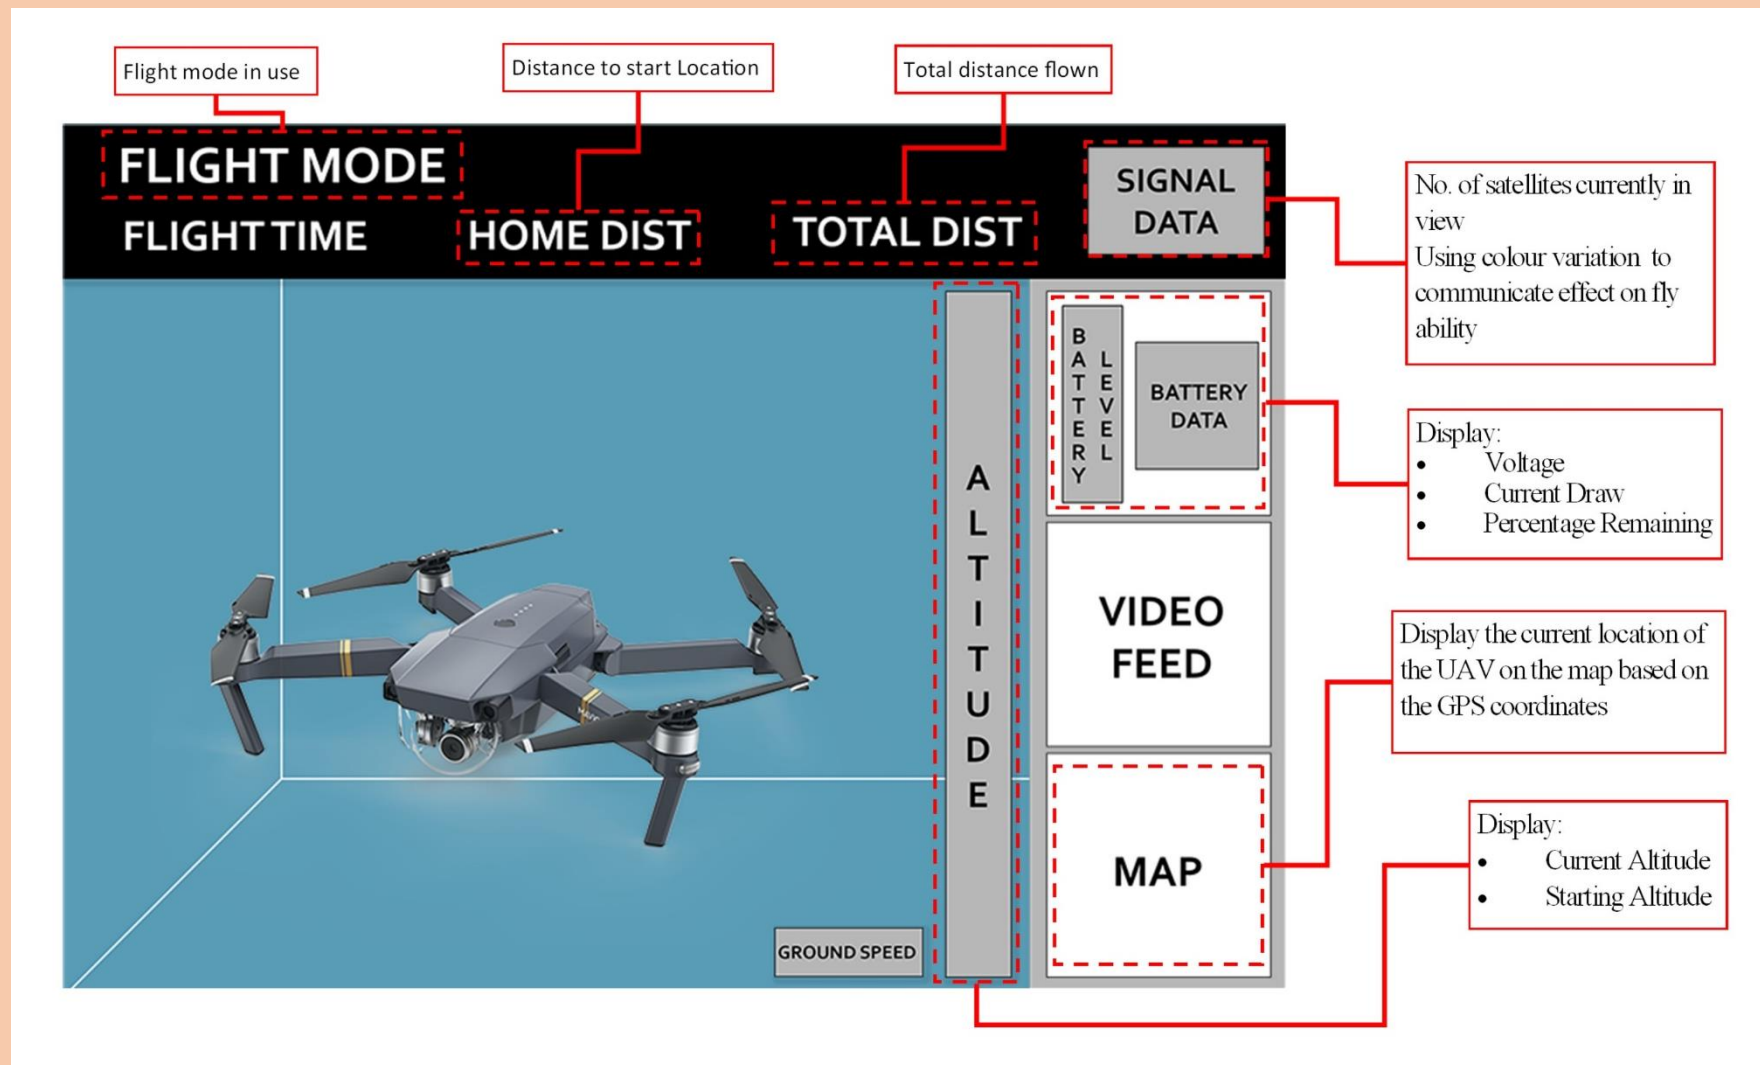 Flight mode in use
Distance to start Location
Total distance flown
FLIGHT MODE
FLIGHT TIME
HOME DIST
TOTAL DIST
SIGNAL
DATA
No. of satellites currently in
view
Using colour variation to
communicate effect on fly
ability
BATTERY
LEVEL
BATTERY
DATA
Display:
• Voltage
• Current Draw
• Percentage Remaining
ALTITUDE
VIDEO
FEED
Display the current location of
the UAV on the map based on
the GPS coordinates
MAP
Display:
• Current Altitude
• Starting Altitude
GROUND SPEED